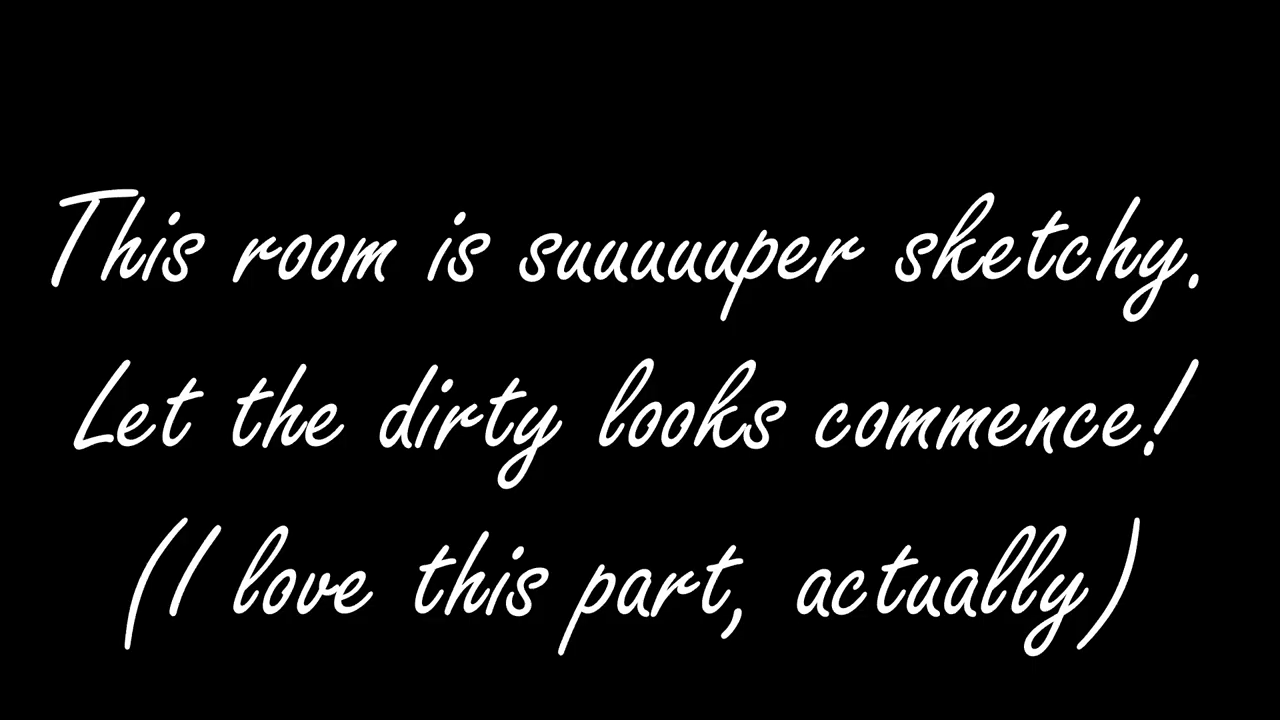 This room is suuuuuper sketchy.
Let the dirty looks commence!
(I love this part, actually)